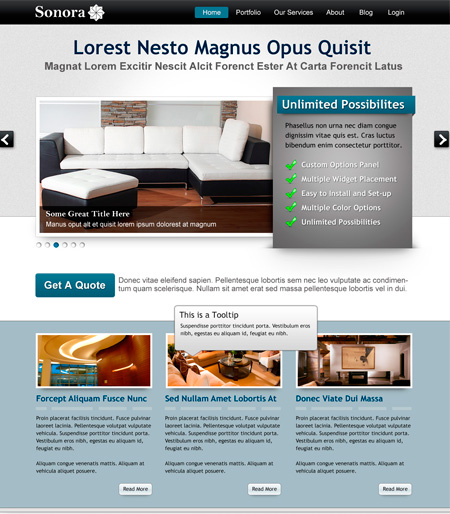 Sonora
Home Portfolio Our Services About Blog Login
Lorest Nesto Magnus Opus Quisit
Magnat Lorem Excitir Nescit Alcit Forenct Ester At Carta Forencit Latus
Some Great Title Here
Manus opult alt et quisit lorem ipsum dolorest at magnum
Unlimited Possibilites
Phasellus non urna nec diam congue
dignissim vitae quis est. Cras luctus
bibendum enim consectetur porttitor.
Custom Options Panel
Multiple Widget Placement
Easy to Install and Set-up
Multiple Color Options
Unlimited Possibilities
Get A Quote
Donec vitae eleifend sapien. Pellentesque lobortis sem nec leo vulputate ac condimen-
tum quam scelerisque. Nullam sit amet erat sed massa pellentesque lobortis vel in dui.
This is a Tooltip
Suspendisse porttitor tincidunt porta. Vestibulum eros
nibh, egestas eu aliquam id, feugiat eu nibh.
Forcept Aliquam Fusce Nunc
Proin placerat facilisis tincidunt. Proin pulvinar
laoreet lacinia. Pellentesque volutpat vulputate
vehicula. Suspendisse porttitor tincidunt porta.
Vestibulum eros nibh, egestas eu aliquam id,
feugiat eu nibh.
Aliquam congue venenatis mattis. Aliquam at
vehicula aliquam posuere.
Read More
Sed Nullam Amet Lobortis At
Proin placerat facilisis tincidunt. Proin pulvinar
laoreet lacinia. Pellentesque volutpat vulputate
vehicula. Suspendisse porttitor tincidunt porta.
Vestibulum eros nibh, egestas eu aliquam id,
feugiat eu nibh.
Aliquam congue venenatis mattis. Aliquam at
vehicula aliquam posuere.
Read More
Donec Viate Dui Massa
Proin placerat facilisis tincidunt. Proin pulvinar
laoreet lacinia. Pellentesque volutpat vulputate
vehicula. Suspendisse porttitor tincidunt porta.
Vestibulum eros nibh, egestas eu aliquam id,
feugiat eu nibh.
Aliquam congue venenatis mattis. Aliquam at
vehicula aliquam posuere.
Read More